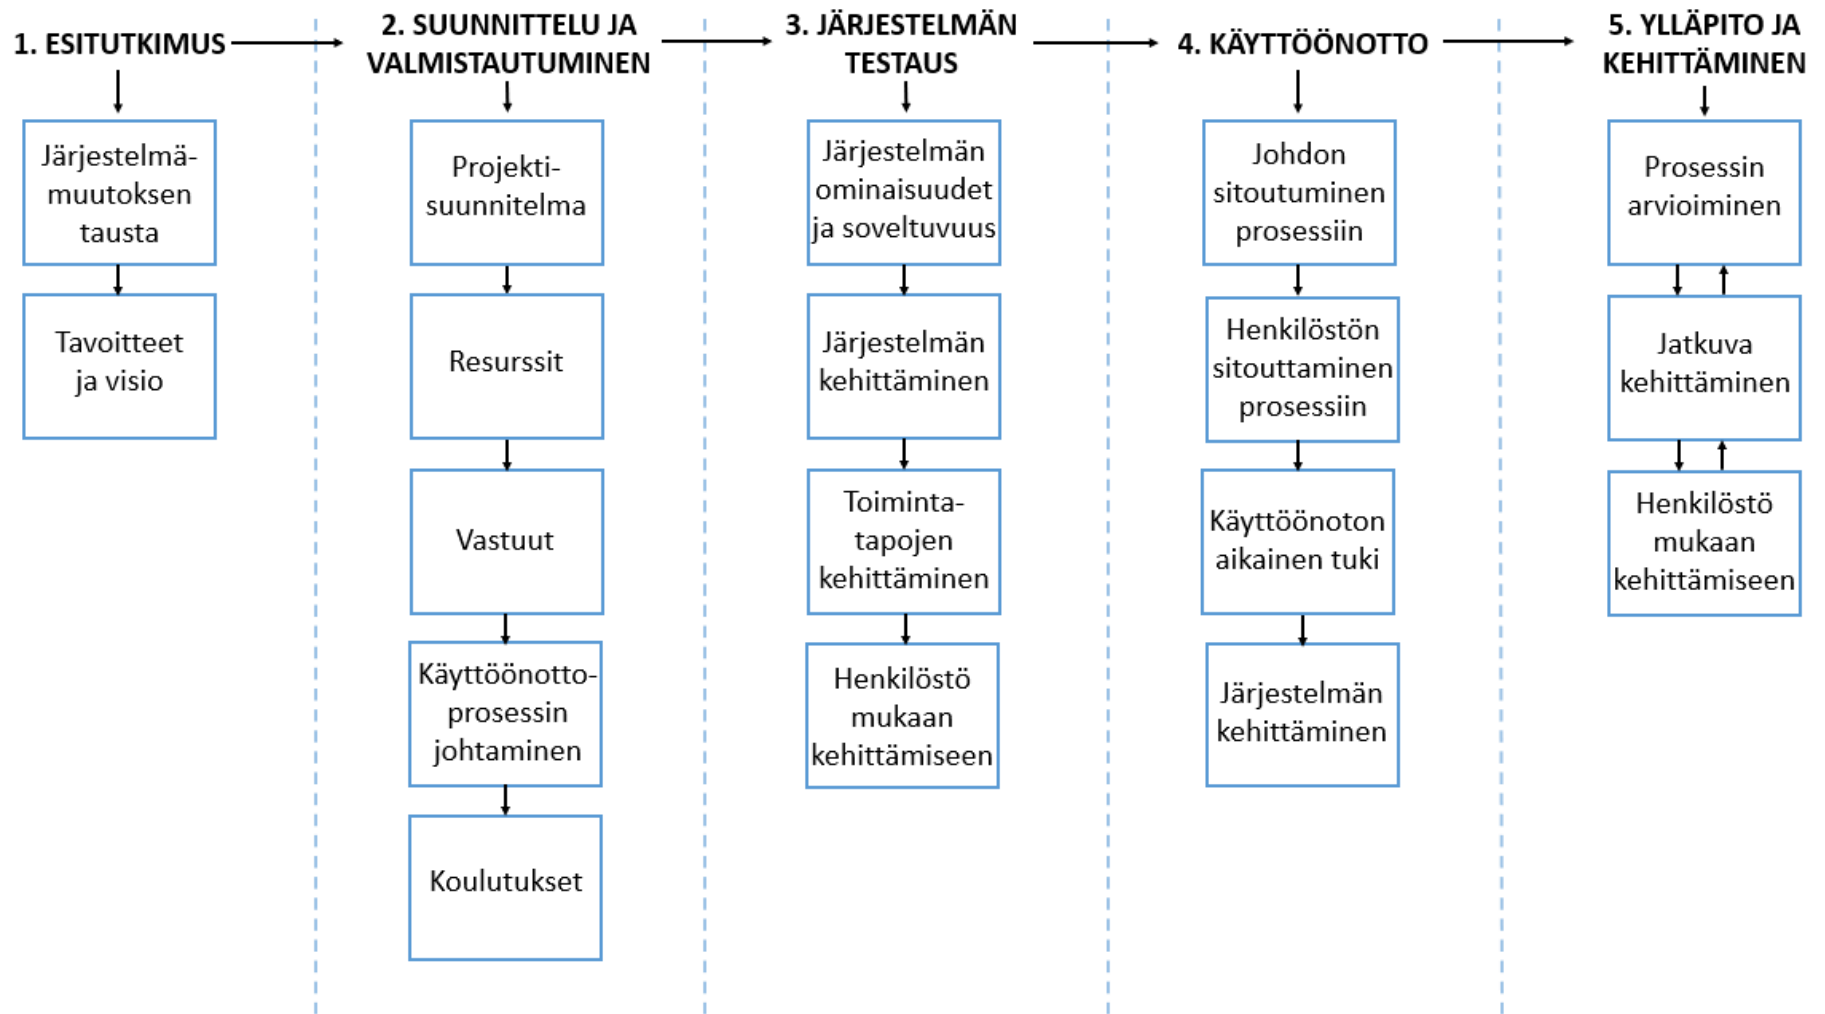 1. ESITUTKIMUS
Järjestelmä-
muutoksen
tausta
Tavoitteet
ja visio
2. SUUNNITTELU JA
VALMISTAUTUMINEN
Projekti-
suunnitelma
Resurssit
Vastuut
Käyttöönotto-
prosessin
johtaminen
Koulutukset
3. JÄRJESTELMÄN
TESTAUS
Järjestelmän
ominaisuudet
ja soveltuvuus
Järjestelmän
kehittäminen
Toiminta-
tapojen
kehittäminen
Henkilöstö
mukaan
kehittämiseen
4. KÄYTTÖÖNOTTO
Johdon
sitoutuminen
prosessiin
Henkilöstön
sitouttaminen
prosessiin
Käyttöönoton
aikainen tuki
Järjestelmän
kehittäminen
5. YLLÄPITO JA
KEHITTÄMINEN
Prosessin
arvioiminen
Jatkuva
kehittäminen
Henkilöstö
mukaan
kehittämiseen